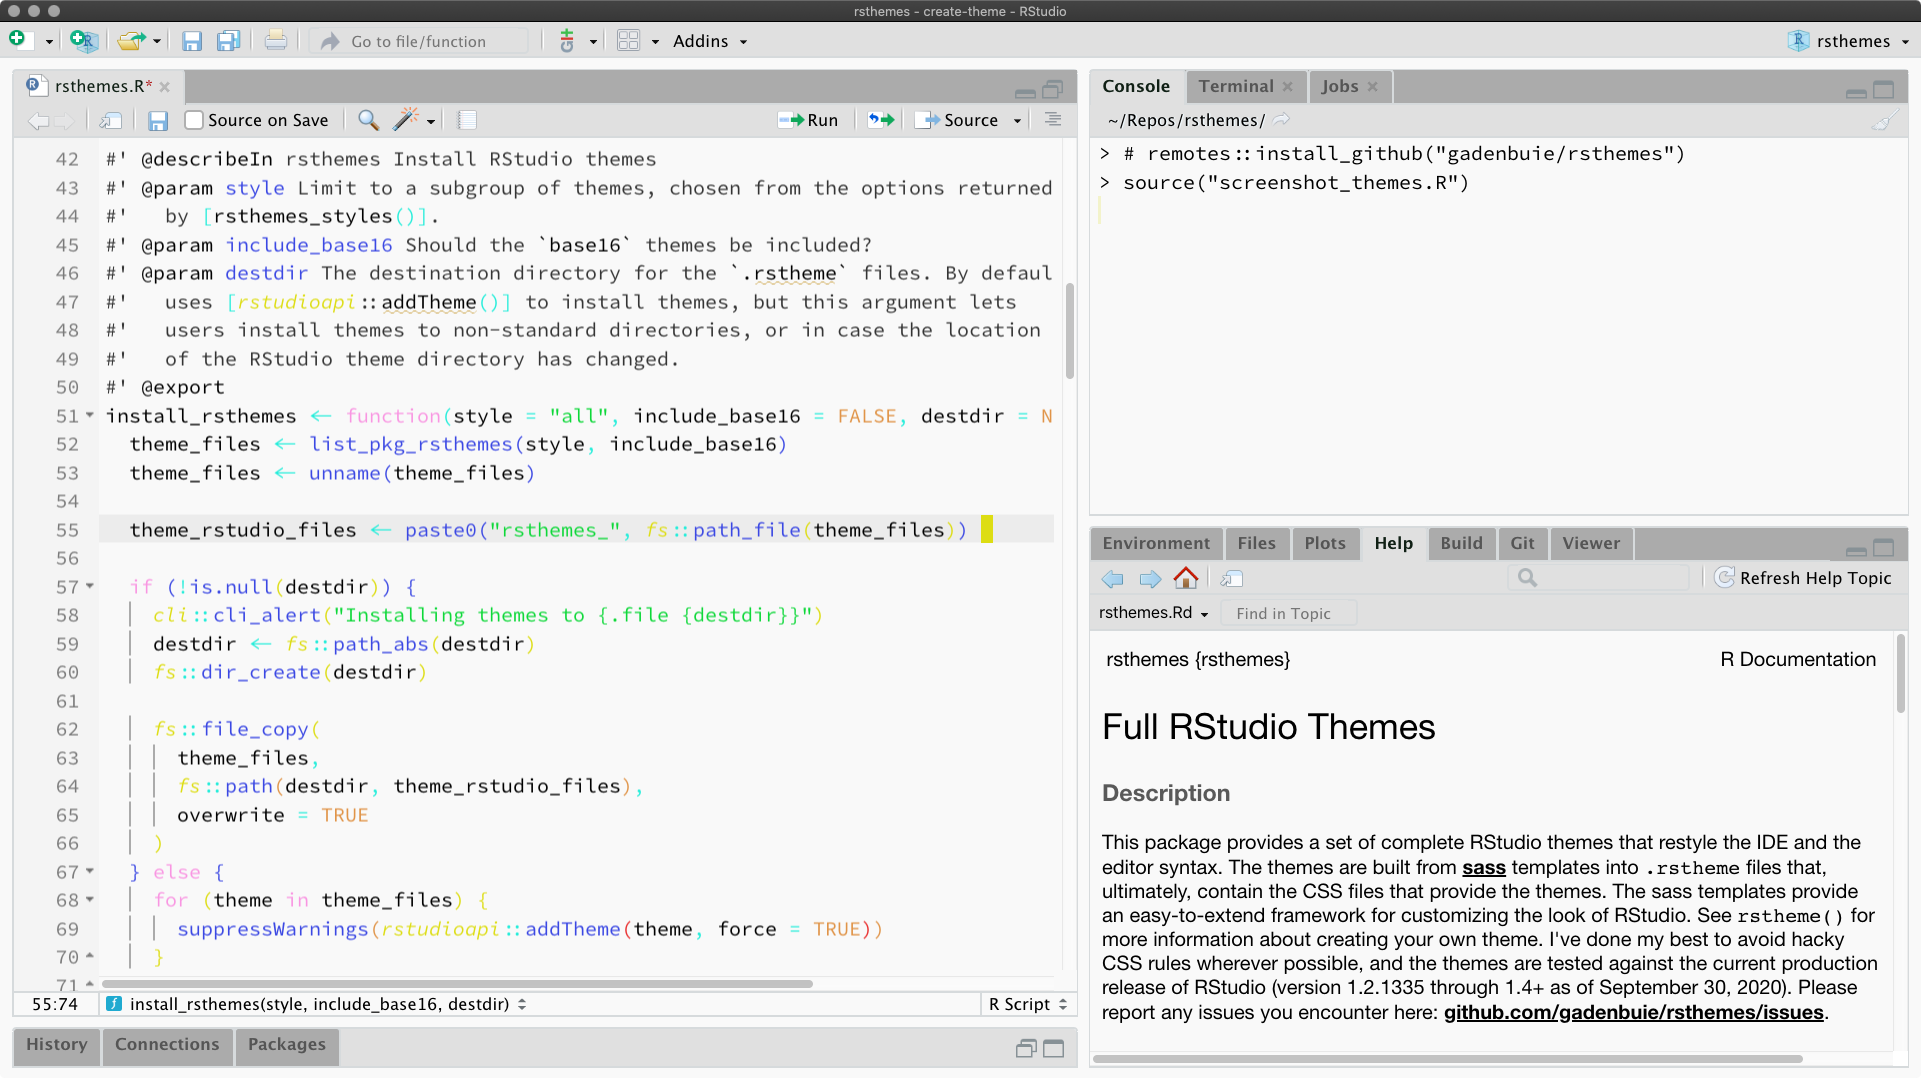 rsthemes - create-theme - RStudio
Go to file/function
Addins
rsthemes
rsthemes.R*
Source on Save
Run
Source
42 #' @describeIn rsthemes Install RStudio themes
43 #' @param style Limit to a subgroup of themes, chosen from the options returned
44 #'   by [rsthemes_styles()].
45 #' @param include_base16 Should the `base16` themes be included?
46 #' @param destdir The destination directory for the `.rstheme` files. By defaul
47 #'   uses [rstudioapi::addTheme()] to install themes, but this argument lets
48 #'   users install themes to non-standard directories, or in case the location
49 #'   of the RStudio theme directory has changed.
50 #' @export
51 install_rsthemes <- function(style = "all", include_base16 = FALSE, destdir = N
52   theme_files <- list_pkg_rsthemes(style, include_base16)
53   theme_files <- unname(theme_files)
54
55   theme_rstudio_files <- paste0("rsthemes_", fs::path_file(theme_files))
56
57   if (!is.null(destdir)) {
58     cli::cli_alert("Installing themes to {.file {destdir}}")
59     destdir <- fs::path_abs(destdir)
60     fs::dir_create(destdir)
61
62     fs::file_copy(
63       theme_files,
64       fs::path(destdir, theme_rstudio_files),
65       overwrite = TRUE
66     )
67   } else {
68     for (theme in theme_files) {
69       suppressWarnings(rstudioapi::addTheme(theme, force = TRUE))
70     }
71
55:74
install_rsthemes(style, include_base16, destdir)
R Script
History
Connections
Packages
Console
Terminal
Jobs
~/Repos/rsthemes/
> # remotes::install_github("gadenbuie/rsthemes")
> source("screenshot_themes.R")
Environment
Files
Plots
Help
Build
Git
Viewer
Refresh Help Topic
rsthemes.Rd
Find in Topic
rsthemes {rsthemes}
R Documentation
Full RStudio Themes
Description
This package provides a set of complete RStudio themes that restyle the IDE and the
editor syntax. The themes are built from sass templates into .rstheme files that,
ultimately, contain the CSS files that provide the themes. The sass templates provide
an easy-to-extend framework for customizing the look of RStudio. See rstheme() for
more information about creating your own theme. I've done my best to avoid hacky
CSS rules wherever possible, and the themes are tested against the current production
release of RStudio (version 1.2.1335 through 1.4+ as of September 30, 2020). Please
report any issues you encounter here: github.com/gadenbuie/rsthemes/issues.